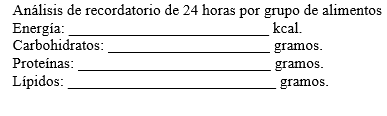 Análisis de recordatorio de 24 horas por grupo de alimentos
Energía: ___________________________ kcal.
Carbohidratos: ______________________ gramos.
Proteínas: __________________________ gramos.
Lípidos: ____________________________ gramos.